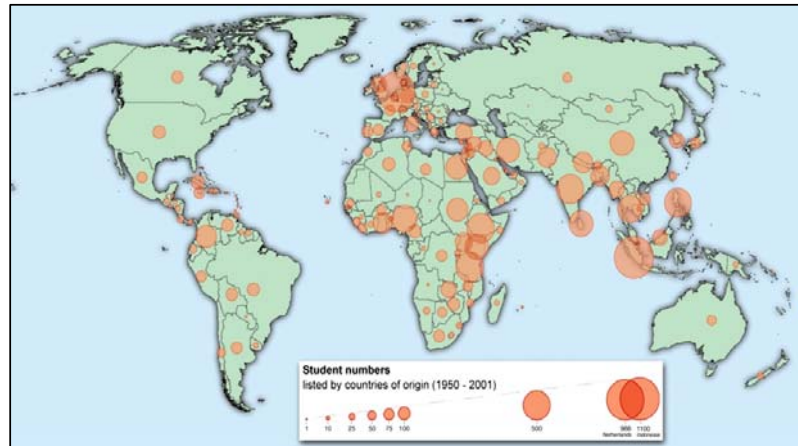 Student numbers
listed by countries of origin (1950 - 2001)
1 10 25 50 75 100 500 988 1100
Netherlands Indonesia